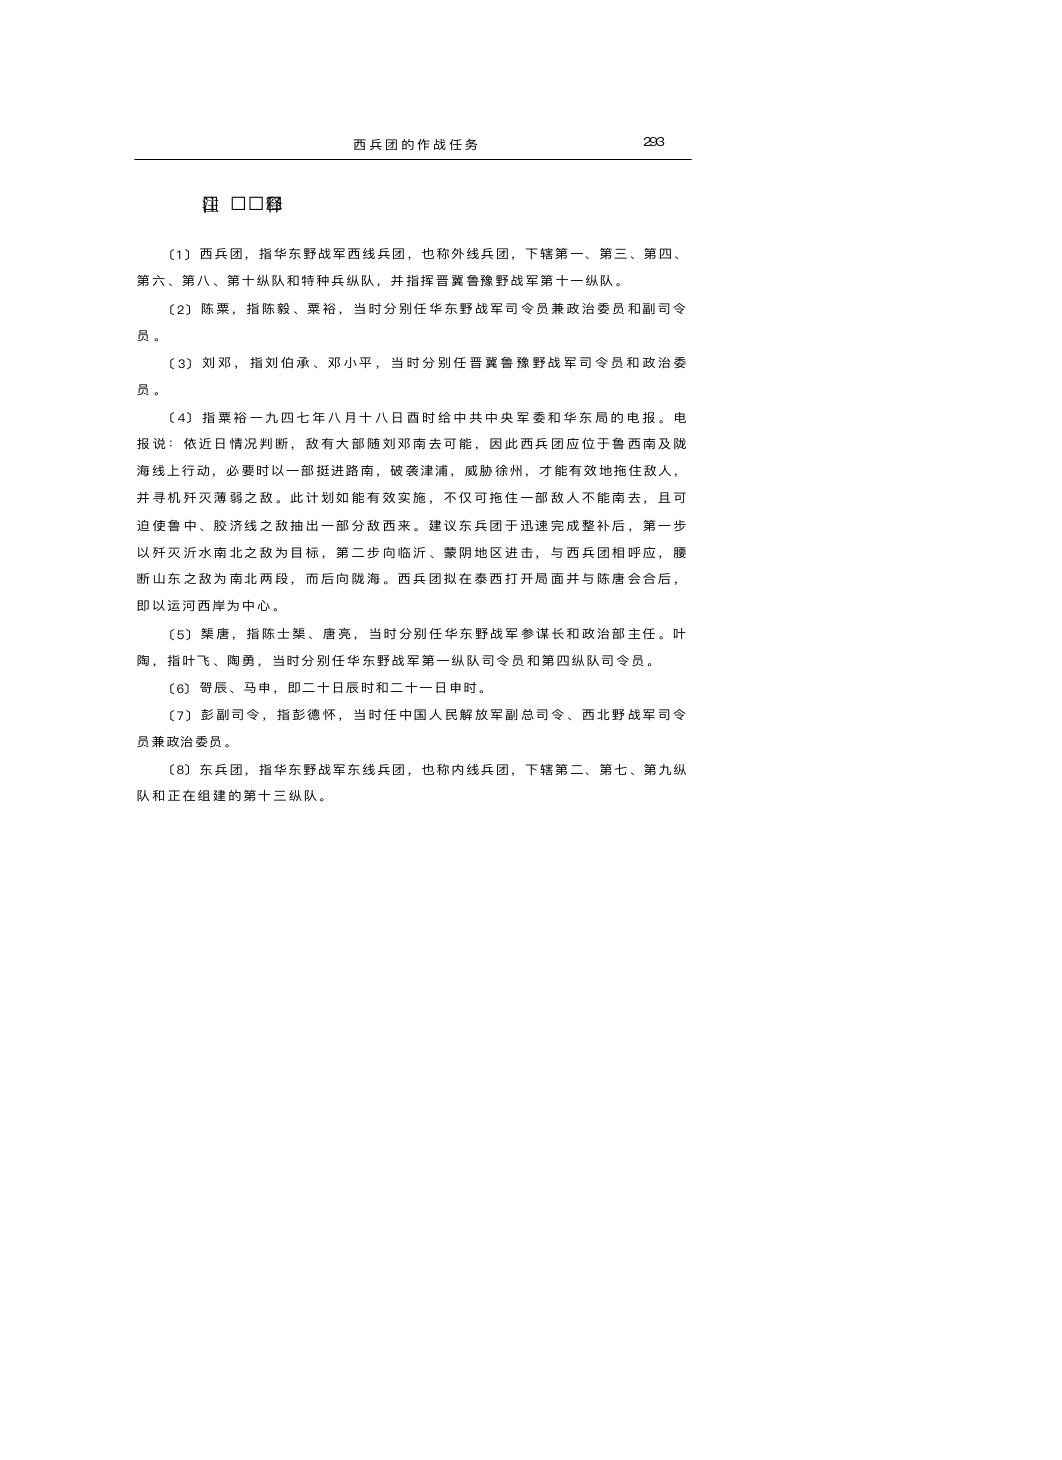 西兵团的作战任务 293
注 □□释
〔1〕西兵团，指华东野战军西线兵团，也称外线兵团，下辖第一、第三、第四、
第六、第八、第十纵队和特种兵纵队，并指挥晋冀鲁豫野战军第十一纵队。
〔2〕陈粟，指陈毅、粟裕，当时分别任华东野战军司令员兼政治委员和副司令
员。
〔3〕刘邓，指刘伯承、邓小平，当时分别任晋冀鲁豫野战军司令员和政治委
员。
〔4〕指粟裕一九四七年八月十八日酉时给中共中央军委和华东局的电报。电
报说：依近日情况判断，敌有大部随刘邓南去可能，因此西兵团应位于鲁西南及陇
海线上行动，必要时以一部挺进路南，破袭津浦，威胁徐州，才能有效地拖住敌人，
并寻机歼灭薄弱之敌。此计划如能有效实施，不仅可拖住一部敌人不能南去，且可
迫使鲁中、胶济线之敌抽出一部分敌西来。建议东兵团于迅速完成整补后，第一步
以歼灭沂水南北之敌为目标，第二步向临沂、蒙阴地区进击，与西兵团相呼应，腰
断山东之敌为南北两段，而后向陇海。西兵团拟在泰西打开局面并与陈唐会合后，
即以运河西岸为中心。
〔5〕榘唐，指陈士榘、唐亮，当时分别任华东野战军参谋长和政治部主任。叶
陶，指叶飞、陶勇，当时分别任华东野战军第一纵队司令员和第四纵队司令员。
〔6〕哿辰、马申，即二十日辰时和二十一日申时。
〔7〕彭副司令，指彭德怀，当时任中国人民解放军副总司令、西北野战军司令
员兼政治委员。
〔8〕东兵团，指华东野战军东线兵团，也称内线兵团，下辖第二、第七、第九纵
队和正在组建的第十三纵队。